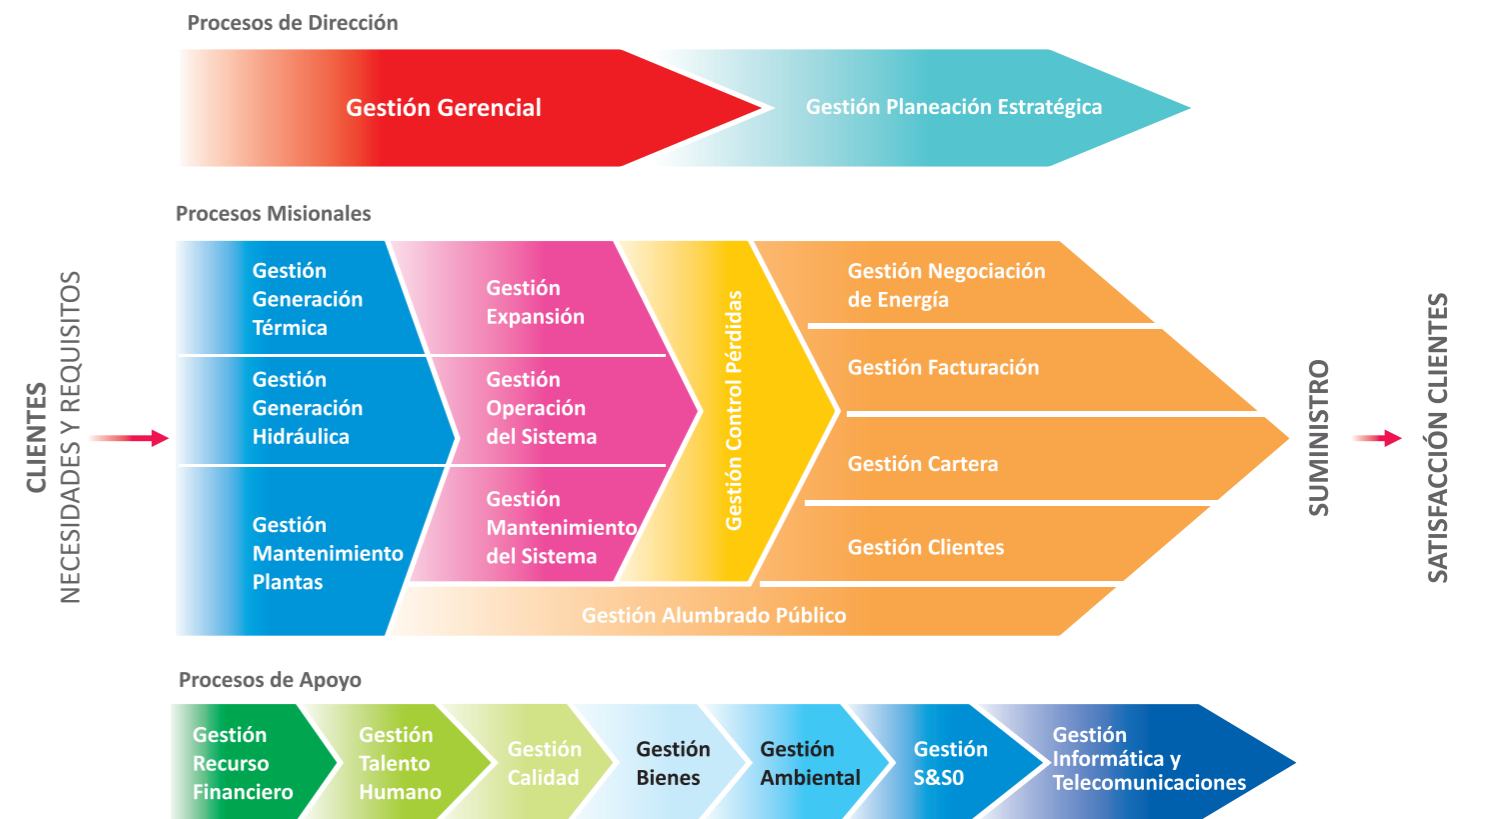 Procesos de Dirección
Gestión Gerencial
Gestión Planeación Estratégica
Procesos Misionales
CLIENTES
NECESIDADES Y REQUISITOS
Gestión
Generación
Térmica
Gestión
Generación
Hidráulica
Gestión
Mantenimiento
Plantas
Gestión
Expansión
Gestión
Operación
del Sistema
Gestión
Mantenimiento
del Sistema
Gestión Control Pérdidas
Gestión Negociación
de Energía
Gestión Facturación
Gestión Cartera
Gestión Clientes
Gestión Alumbrado Público
SUMINISTRO
SATISFACCIÓN CLIENTES
Procesos de Apoyo
Gestión
Recurso
Financiero
Gestión
Talento
Humano
Gestión
Calidad
Gestión
Bienes
Gestión
Ambiental
Gestión
S&S0
Gestión
Informática y
Telecomunicaciones